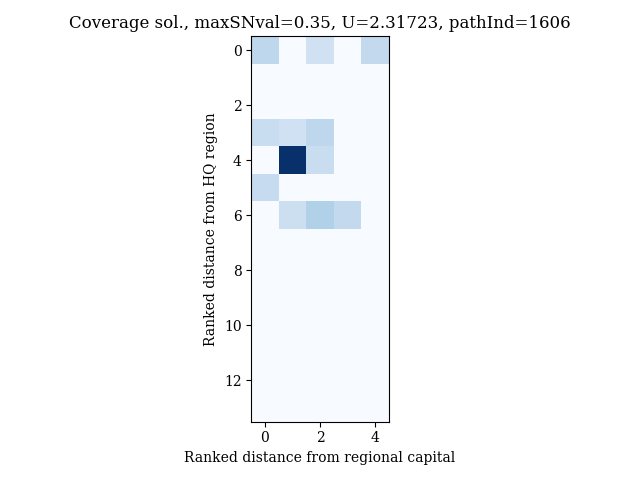 Coverage sol., maxSNval=0.35, U=2.31723, pathInd=1606
0
2
4
6
8
10
12
Ranked distance from HQ region
0 2 4
Ranked distance from regional capital